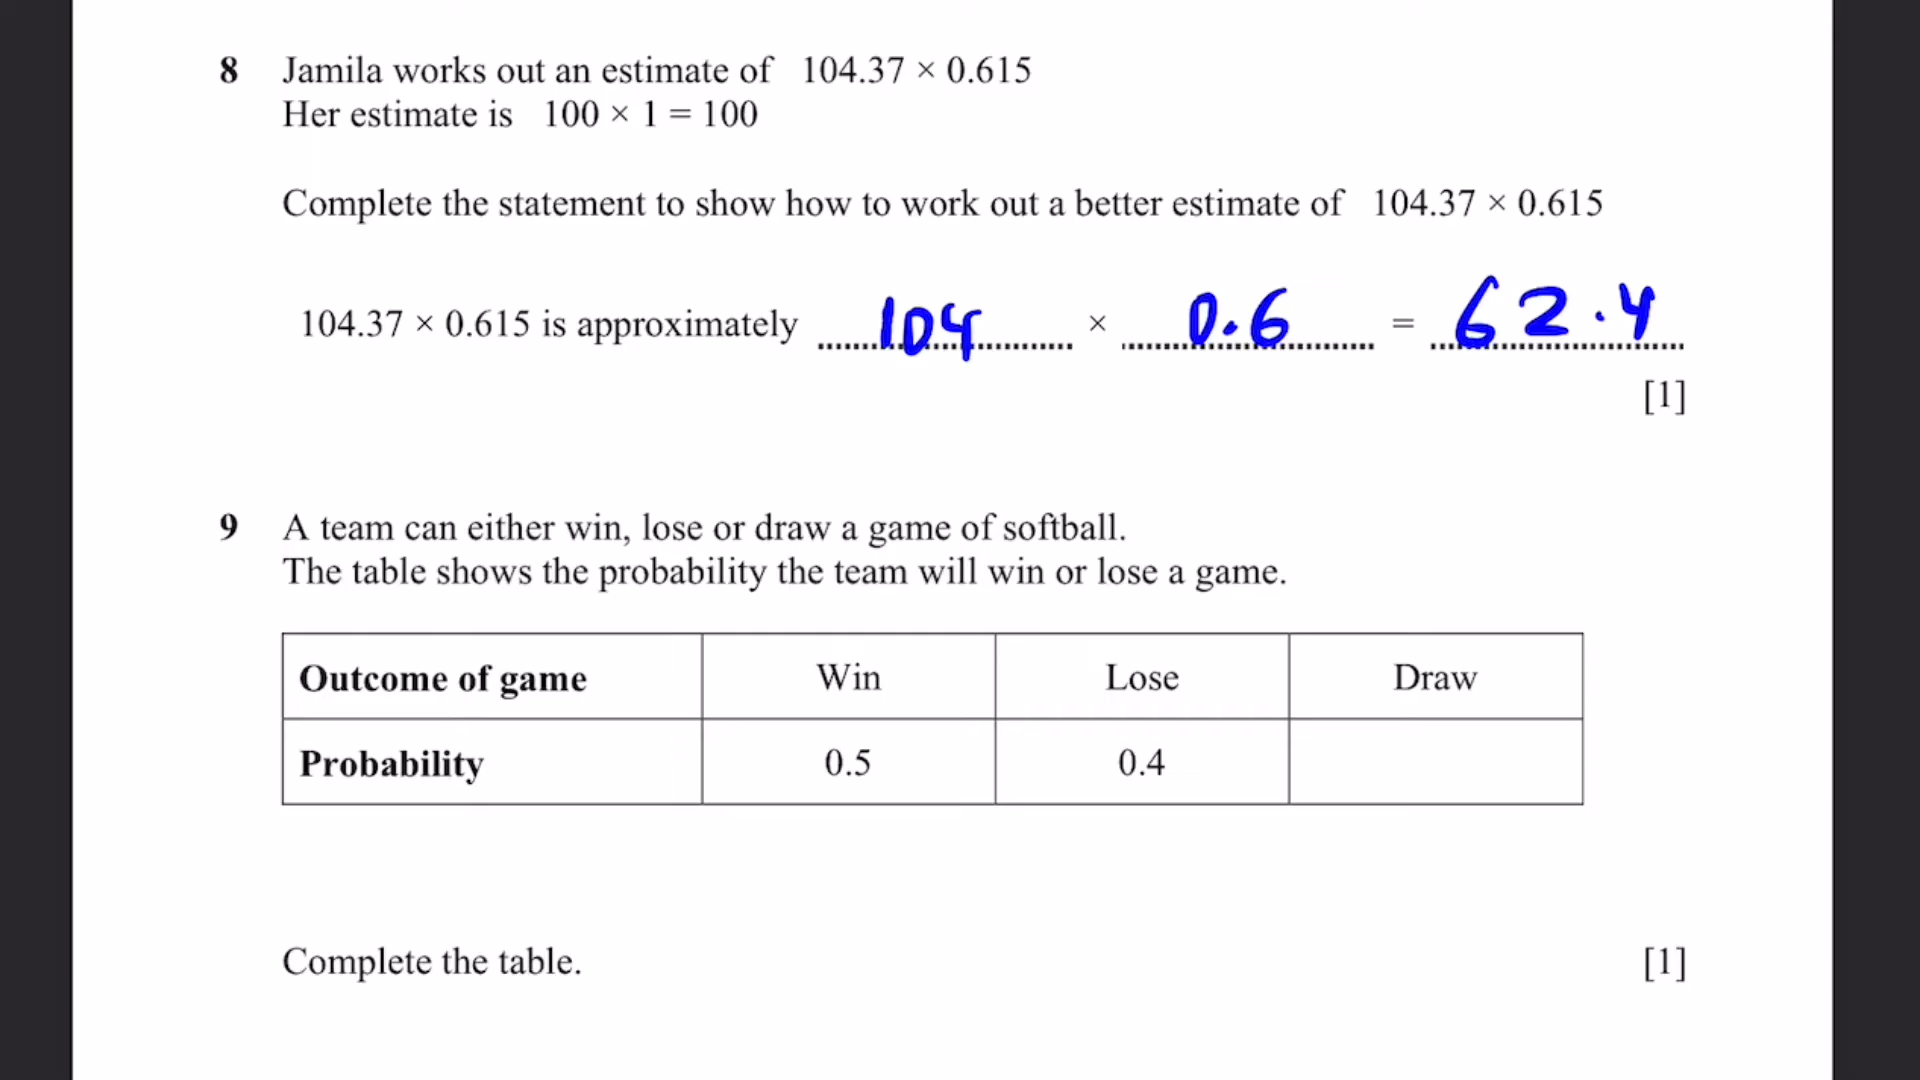 8 Jamila works out an estimate of 104.37 × 0.615
Her estimate is 100 × 1 = 100
Complete the statement to show how to work out a better estimate of 104.37 × 0.615
104.37 × 0.615 is approximately 104 × 0.6 = 62.4
[1]
9 A team can either win, lose or draw a game of softball.
The table shows the probability the team will win or lose a game.
Outcome of game Win Lose Draw
Probability 0.5 0.4
Complete the table. [1]